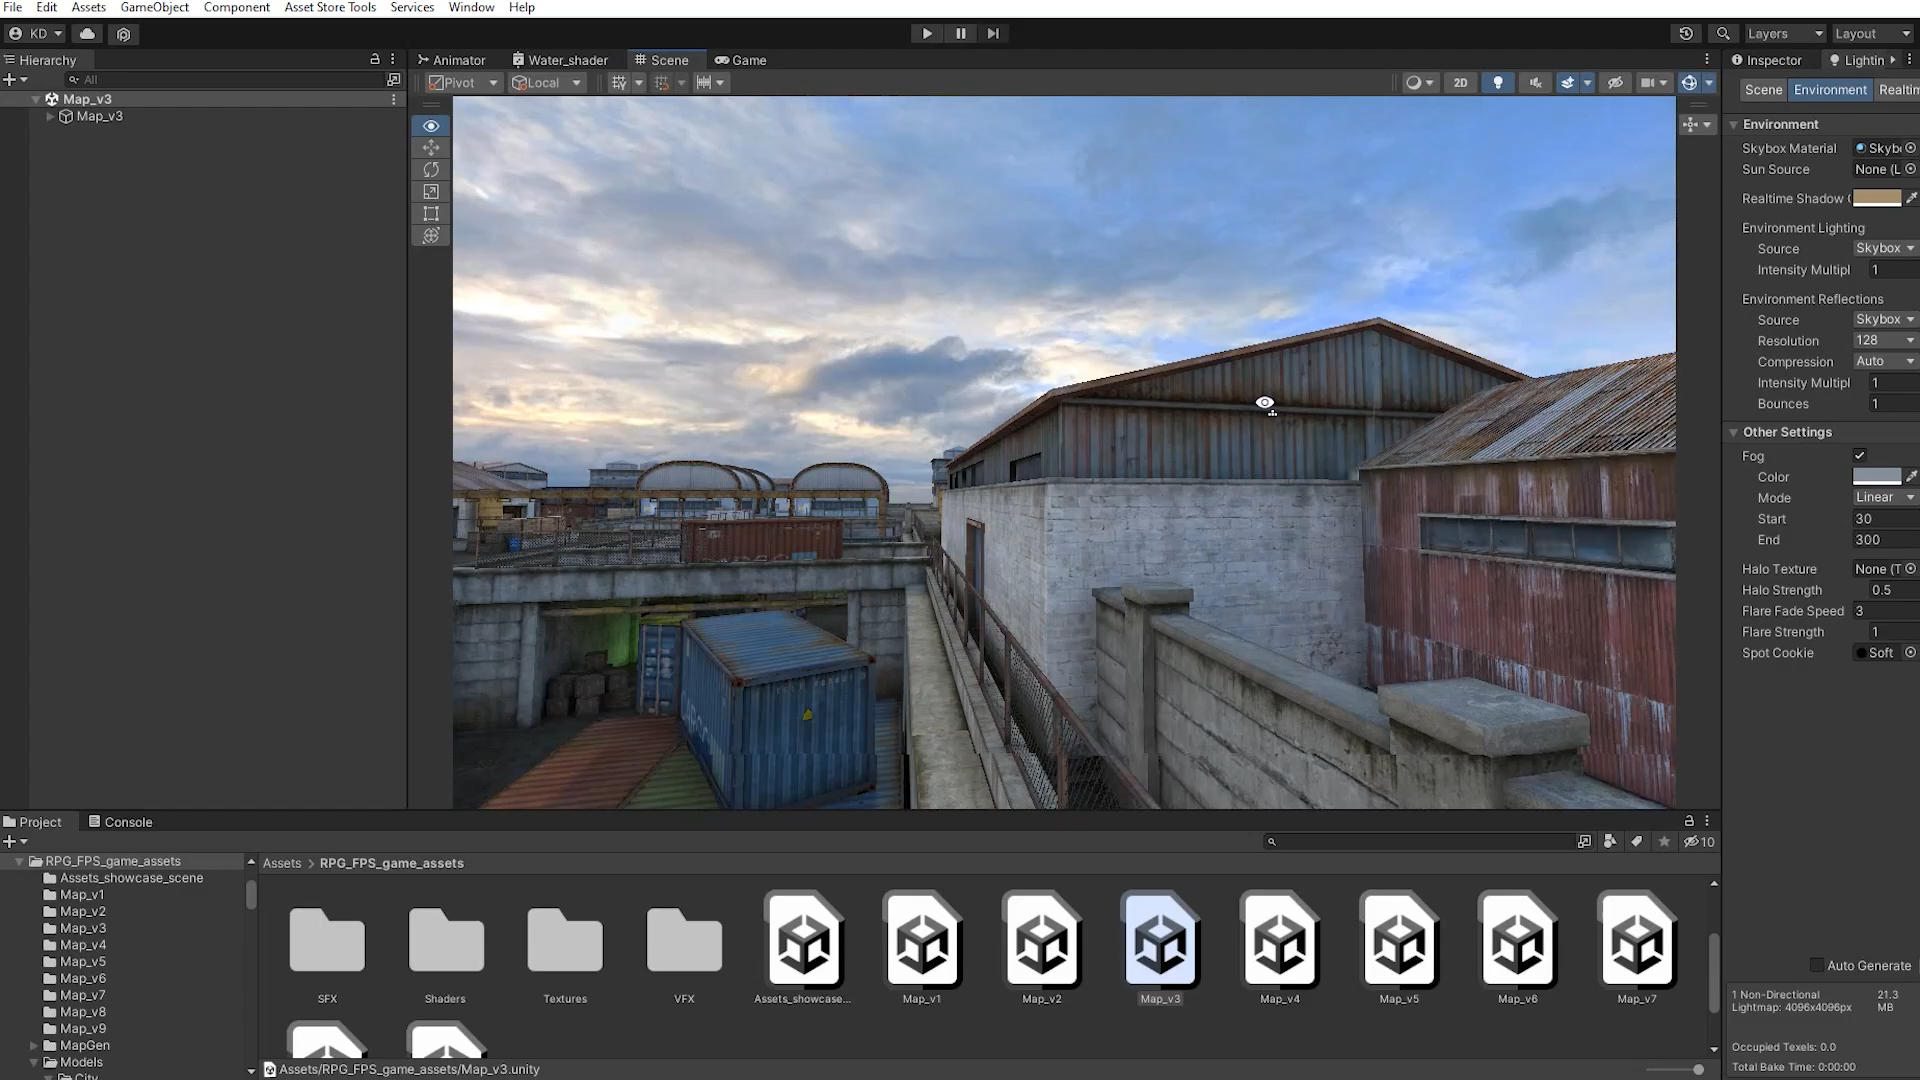 File Edit Assets GameObject Component Asset Store Tools Services Window Help
KD Layers Layout
Hierarchy Animator Water_shader Scene Game Inspector Lightin
All Pivot Local 2D
Scene Environment Realtim
Map_v3
Map_v3
Environment
Skybox Material Skyb
Sun Source None (L
Realtime Shadow
Environment Lighting
Source Skybox
Intensity Multipl 1
Environment Reflections
Source Skybox
Resolution 128
Compression Auto
Intensity Multipl 1
Bounces 1
Other Settings
Fog
Color
Mode Linear
Start 30
End 300
Halo Texture None (T
Halo Strength 0.5
Flare Fade Speed 3
Flare Strength 1
Spot Cookie Soft
Project Console
10
RPG_FPS_game_assets
Assets_showcase_scene
Map_v1
Map_v2
Map_v3
Map_v4
Map_v5
Map_v6
Map_v7
Map_v8
Map_v9
MapGen
Models
City
Assets > RPG_FPS_game_assets
SFX Shaders Textures VFX Assets_showcase... Map_v1 Map_v2 Map_v3 Map_v4 Map_v5 Map_v6 Map_v7
Assets/RPG_FPS_game_assets/Map_v3.unity
Auto Generate
1 Non-Directional 21.3
Lightmap: 4096x4096px MB
Occupied Texels: 0.0
Total Bake Time: 0:00:00